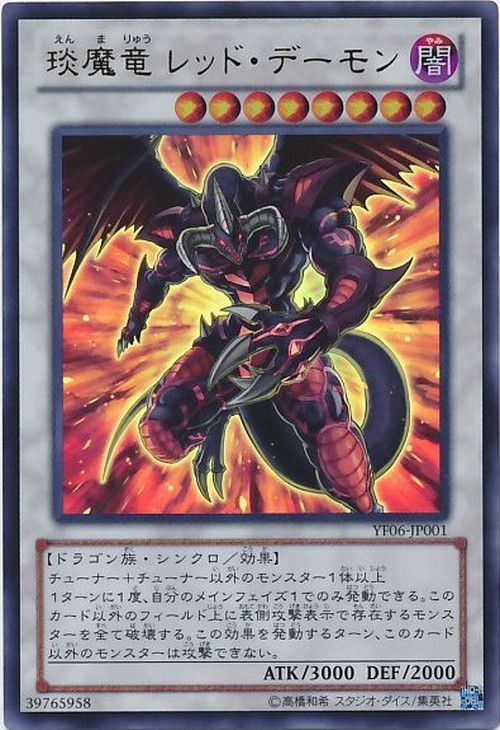 えん ま りゅう
琰魔竜 レッド・デーモン
やみ
闇
YF06-JP001
【ドラゴン族・シンクロ/効果】
チューナー+チューナー以外のモンスター1体以上
1ターンに1度、自分のメインフェイズ1でのみ発動できる。この
カード以外のフィールド上に表側攻撃表示で存在するモンス
ターを全て破壊する。この効果を発動するターン、このカード
以外のモンスターは攻撃できない。
ATK/3000 DEF/2000
39765958
©高橋和希 スタジオ・ダイス/集英社